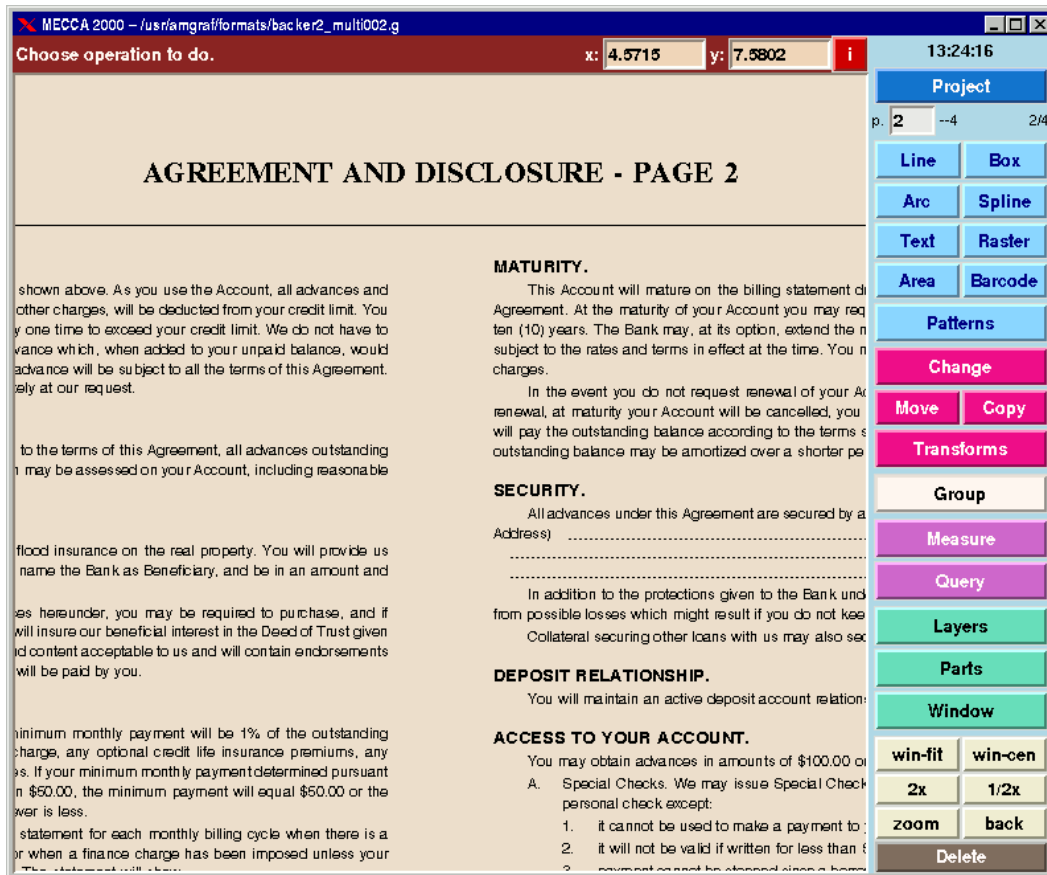 MECCA 2000 – /usr/amgraf/formats/backer2_multi002.g
Choose operation to do.
x: 4.5715 y: 7.5802 i
AGREEMENT AND DISCLOSURE - PAGE 2
shown above. As you use the Account, all advances and
other charges, will be deducted from your credit limit. You
y one time to exceed your credit limit. We do not have to
vance which, when added to your unpaid balance, would
advance will be subject to all the terms of this Agreement.
ely at our request.
to the terms of this Agreement, all advances outstanding
may be assessed on your Account, including reasonable
flood insurance on the real property. You will provide us
name the Bank as Beneficiary, and be in an amount and
es hereunder, you may be required to purchase, and if
will insure our beneficial interest in the Deed of Trust given
d content acceptable to us and will contain endorsements
will be paid by you.
inimum monthly payment will be 1% of the outstanding
charge, any optional credit life insurance premiums, any
es. If your minimum monthly payment determined pursuant
n $50.00, the minimum payment will equal $50.00 or the
ver is less.
statement for each monthly billing cycle when there is a
or when a finance charge has been imposed unless your
MATURITY.
This Account will mature on the billing statement d
Agreement. At the maturity of your Account you may req
ten (10) years. The Bank may, at its option, extend the
subject to the rates and terms in effect at the time. You
charges.
In the event you do not request renewal of your A
renewal, at maturity your Account will be cancelled, you
will pay the outstanding balance according to the terms s
outstanding balance may be amortized over a shorter pe
SECURITY.
All advances under this Agreement are secured by a
Address)
In addition to the protections given to the Bank und
from possible losses which might result if you do not kee
Collateral securing other loans with us may also sec
DEPOSIT RELATIONSHIP.
You will maintain an active deposit account relation
ACCESS TO YOUR ACCOUNT.
You may obtain advances in amounts of $100.00 o
A. Special Checks. We may issue Special Check
personal check except:
1. it cannot be used to make a payment to
2. it will not be valid if written for less than
13:24:16
Project
p. 2 --4 2/4
Line Box
Arc Spline
Text Raster
Area Barcode
Patterns
Change
Move Copy
Transforms
Group
Measure
Query
Layers
Parts
Window
win-fit win-cen
2x 1/2x
zoom back
Delete